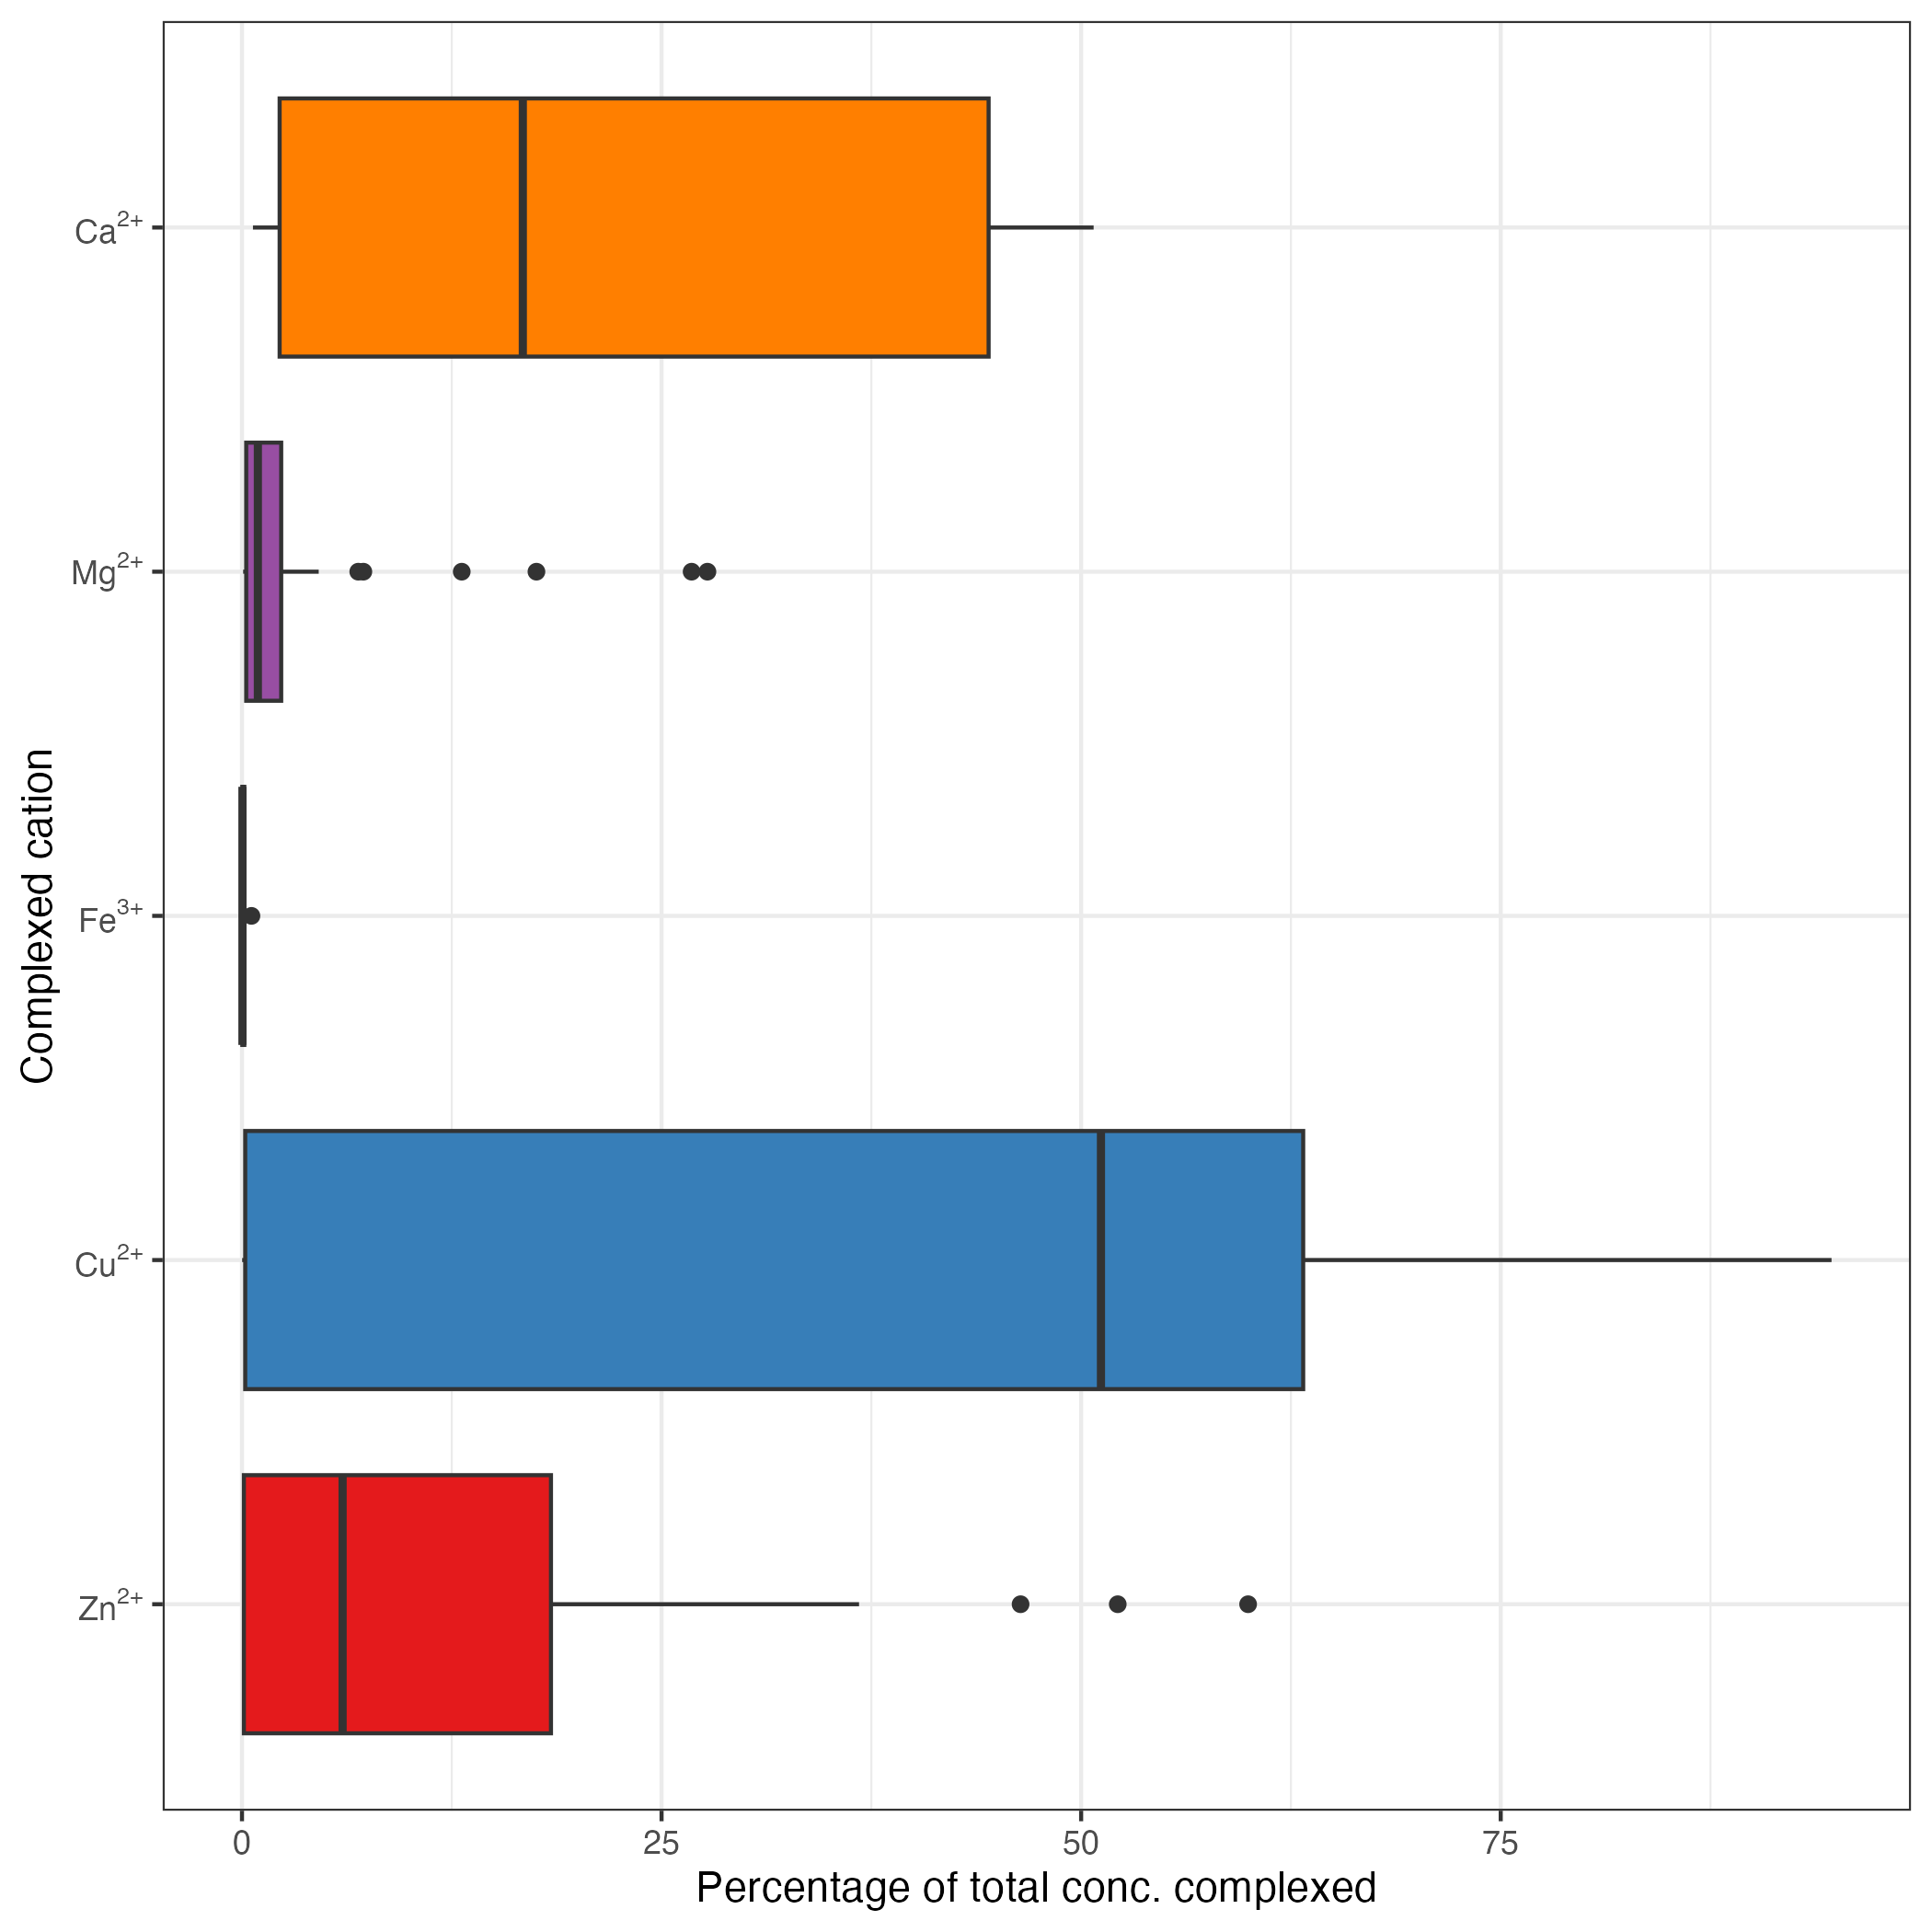 Ca²⁺
Mg²⁺
Fe³⁺
Cu²⁺
Zn²⁺
Complexed cation
0 25 50 75
Percentage of total conc. complexed